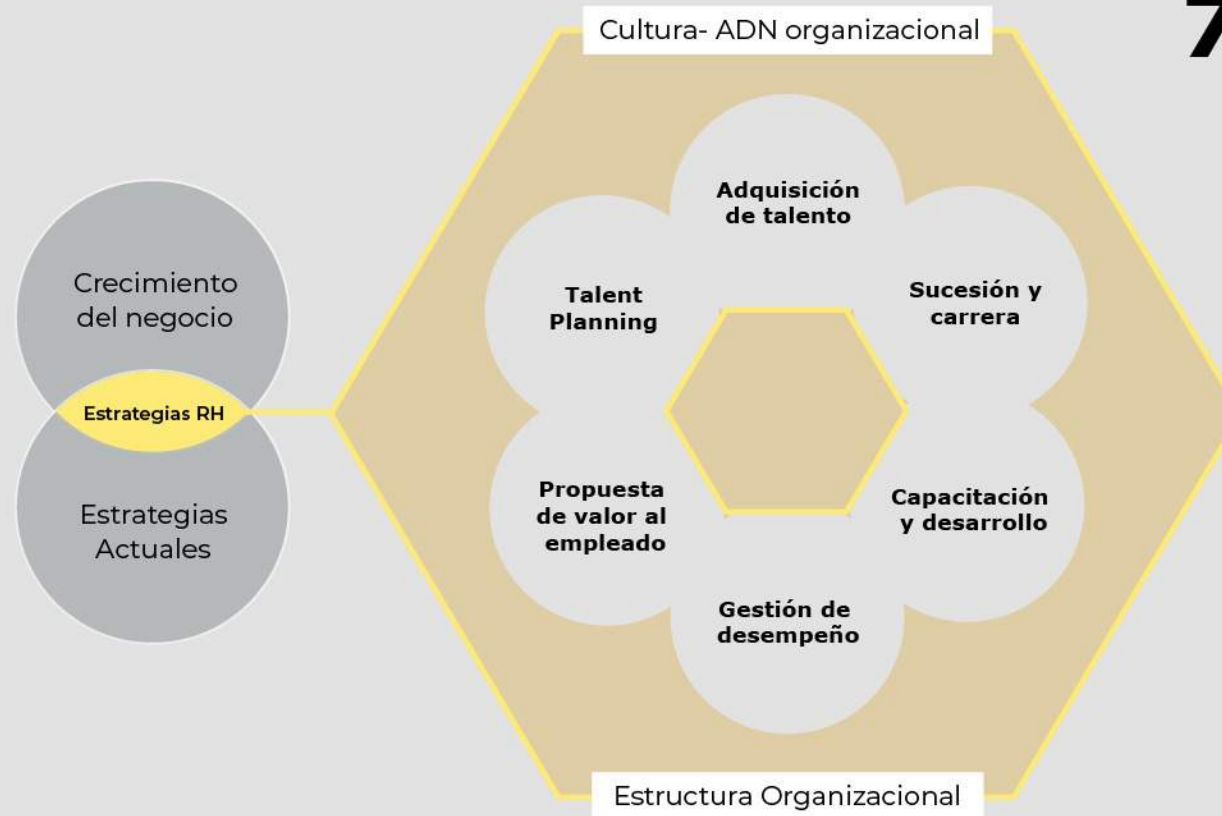 Cultura- ADN organizacional
7
Adquisición
de talento
Talent
Planning
Sucesión y
carrera
Crecimiento
del negocio
Estrategias RH
Estrategias
Actuales
Propuesta
de valor al
empleado
Capacitación
y desarrollo
Gestión de
desempeño
Estructura Organizacional